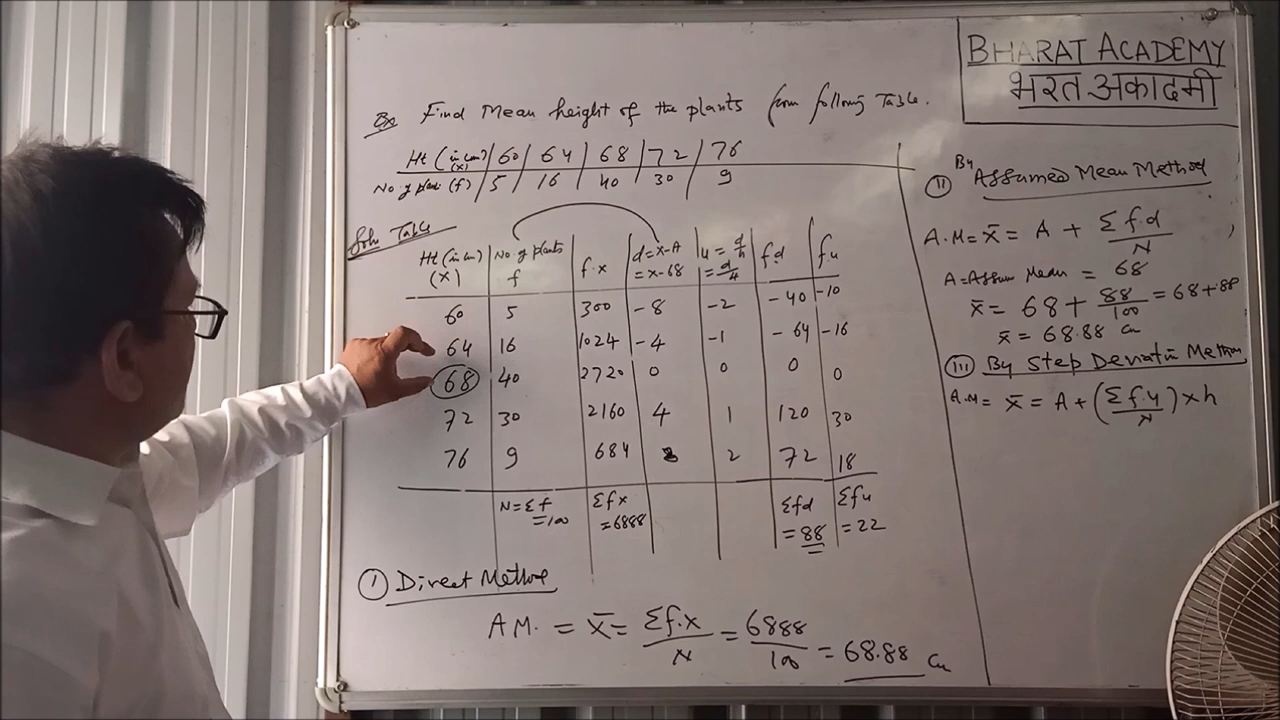 BHARAT ACADEMY
भरत अकादमी
Ex Find Mean height of the plants from following Table.
Ht (in cm) (x) 60 64 68 72 76
No. of plants (f) 5 16 40 30 9
Soln Table
Ht (in cm) (x) No. of plants f f.x d=x-A =x-68 u=d/h =d/4 f.d f.u
60 5 300 -8 -2 -40 -10
64 16 1024 -4 -1 -64 -16
68 40 2720 0 0 0 0
72 30 2160 4 1 120 30
76 9 684 8 2 72 18
N=Σf =100 Σfx =6888 Σfd =88 Σfu =22
(I) Direct Method
A.M. = x̄ = Σf.x/N = 6888/100 = 68.88 cm
(II) By Assumed Mean Method
A.M = x̄ = A + Σf.d/N
A=Assum Mean = 68
x̄ = 68 + 88/100 = 68+.88
x̄ = 68.88 cm
(III) By Step Deviation Method
A.M = x̄ = A + (Σf.u/N) × h